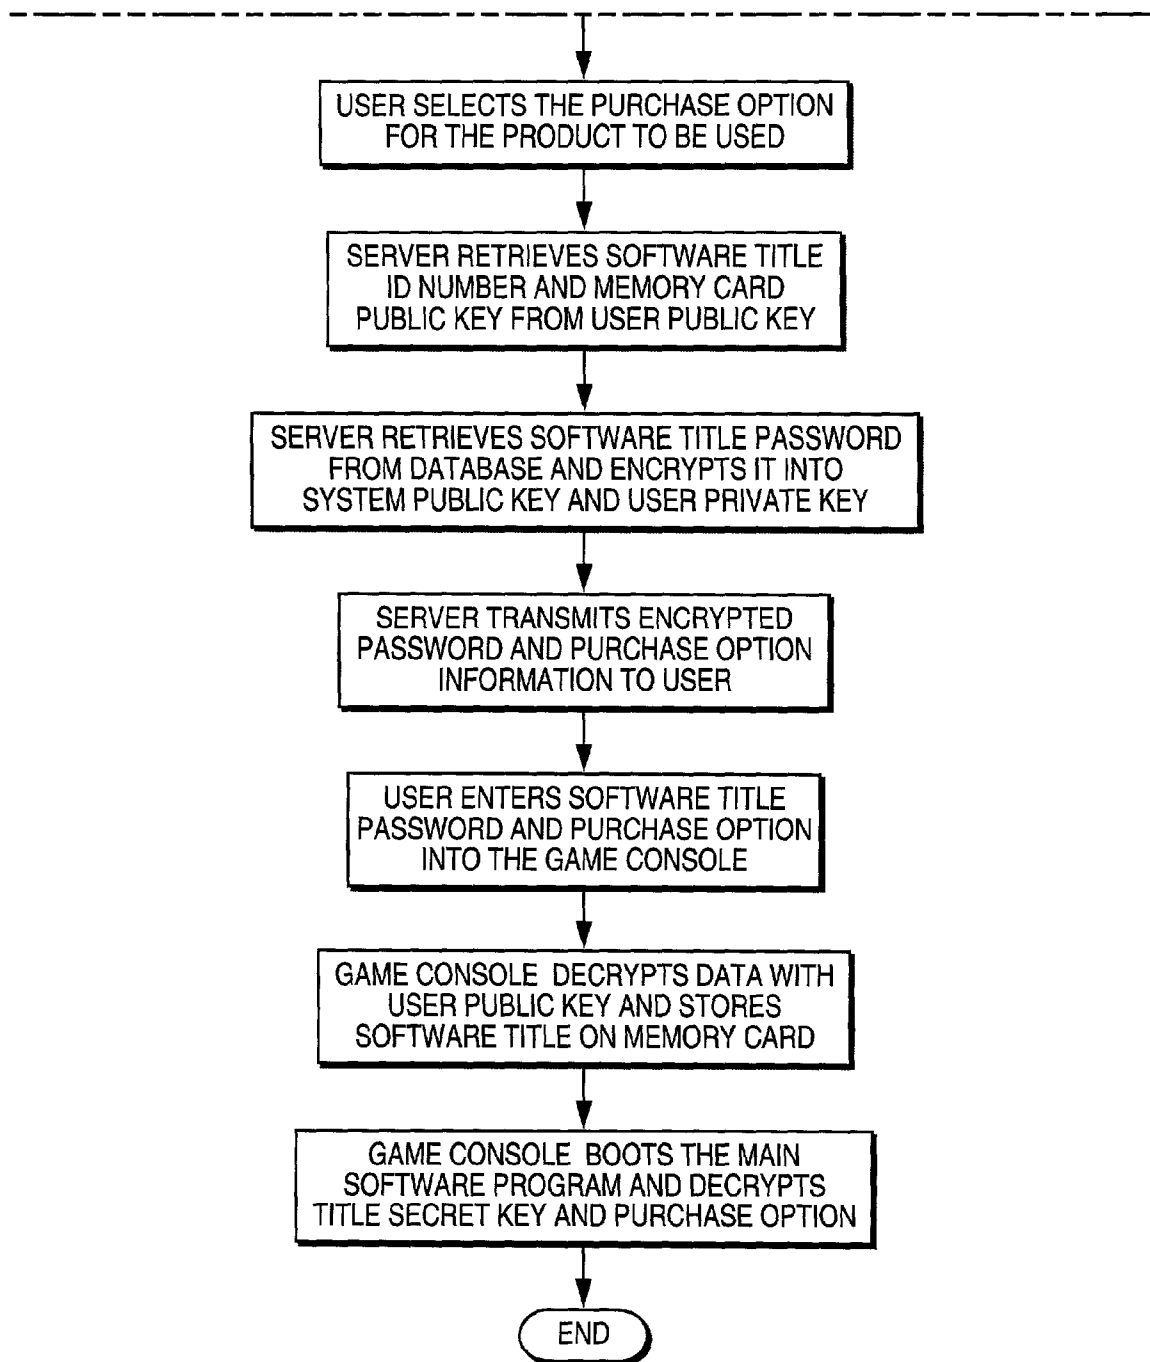 USER SELECTS THE PURCHASE OPTION
FOR THE PRODUCT TO BE USED
SERVER RETRIEVES SOFTWARE TITLE
ID NUMBER AND MEMORY CARD
PUBLIC KEY FROM USER PUBLIC KEY
SERVER RETRIEVES SOFTWARE TITLE PASSWORD
FROM DATABASE AND ENCRYPTS IT INTO
SYSTEM PUBLIC KEY AND USER PRIVATE KEY
SERVER TRANSMITS ENCRYPTED
PASSWORD AND PURCHASE OPTION
INFORMATION TO USER
USER ENTERS SOFTWARE TITLE
PASSWORD AND PURCHASE OPTION
INTO THE GAME CONSOLE
GAME CONSOLE DECRYPTS DATA WITH
USER PUBLIC KEY AND STORES
SOFTWARE TITLE ON MEMORY CARD
GAME CONSOLE BOOTS THE MAIN
SOFTWARE PROGRAM AND DECRYPTS
TITLE SECRET KEY AND PURCHASE OPTION
END